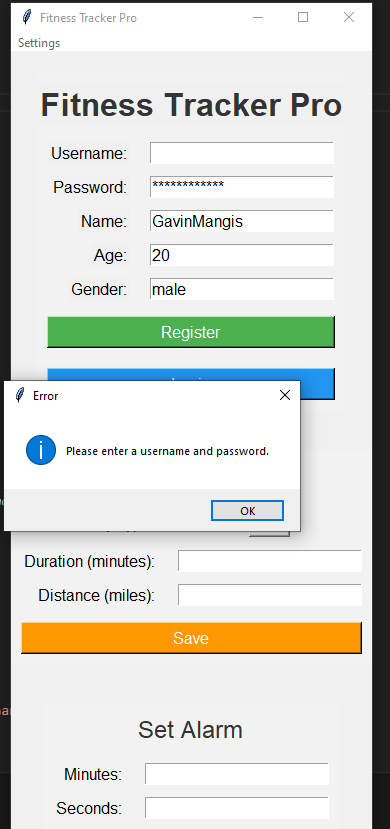 Fitness Tracker Pro
Settings
Fitness Tracker Pro
Username:
Password: ************
Name: GavinMangis
Age: 20
Gender: male
Register
Error
Please enter a username and password.
OK
Duration (minutes):
Distance (miles):
Save
Set Alarm
Minutes:
Seconds: